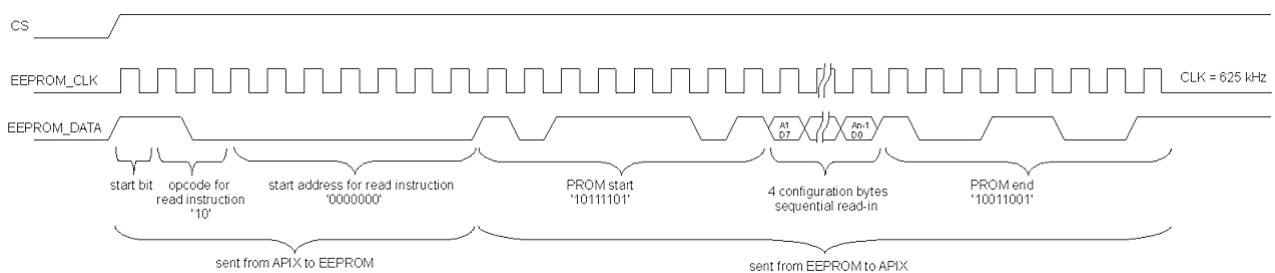 CS
EEPROM_CLK
CLK = 625 kHz
EEPROM_DATA
A1
D7
An-1
D0
start bit
opcode for
read instruction
'10'
start address for read instruction
'0000000'
PROM start
'10111101'
4 configuration bytes
sequential read-in
PROM end
'10011001'
sent from APIX to EEPROM
sent from EEPROM to APIX